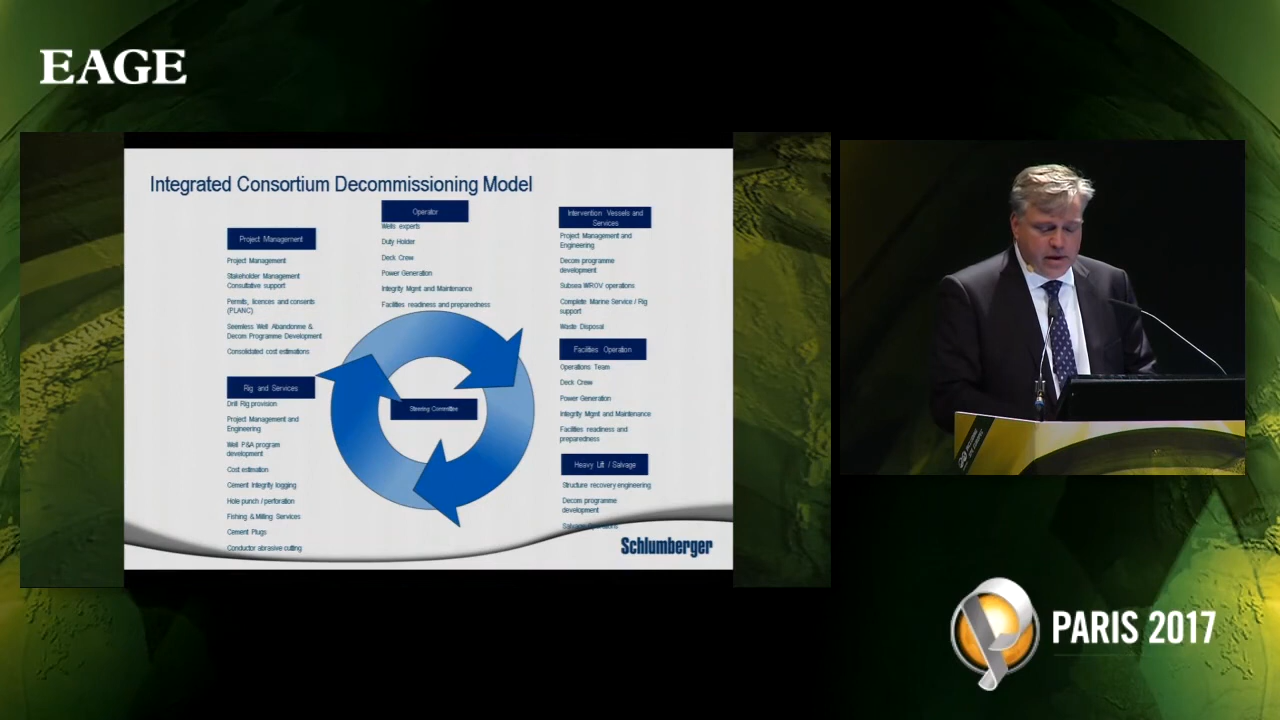 EAGE
Integrated Consortium Decommissioning Model
Operator
Wells experts
Duty Holder
Deck Crew
Power Generation
Integrity Mgmt and Maintenance
Facilities readiness and preparedness
Project Management
Project Management
Stakeholder Management
Consultative support
Permits, licences and consents
(PLANC)
Seemless Well Abandonme &
Decom Programme Development
Consolidated cost estimations
Rig and Services
Drill Rig provision
Project Management and
Engineering
Well P&A program
development
Cost estimation
Cement Integrity logging
Hole punch / perforation
Fishing & Milling Services
Cement Plugs
Conductor abrasive cutting
Steering Committee
Intervention Vessels and
Services
Project Management and
Engineering
Decom programme
development
Subsea WROV operations
Complete Marine Service / Rig
support
Waste Disposal
Facilities Operation
Operations Team
Deck Crew
Power Generation
Integrity Mgmt and Maintenance
Facilities readiness and
preparedness
Heavy Lift / Salvage
Structure recovery engineering
Decom programme
development
Schlumberger
PARIS 2017